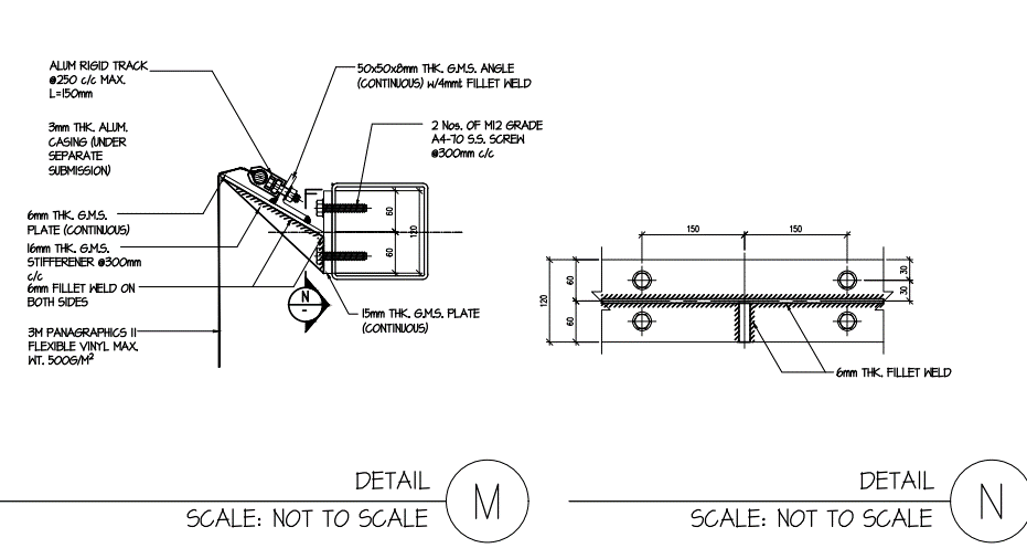 ALUM RIGID TRACK
@250 c/c MAX.
L=150mm
3mm THK. ALUM.
CASING (UNDER
SEPARATE
SUBMISSION)
6mm THK. G.M.S.
PLATE (CONTINUOUS)
16mm THK. G.M.S.
STIFFERENER @300mm
c/c
6mm FILLET WELD ON
BOTH SIDES
3M PANAGRAPHICS II
FLEXIBLE VINYL MAX.
WT. 500G/M²
50x50x8mm THK. G.M.S. ANGLE
(CONTINUOUS) W/4mmt FILLET WELD
2 Nos. OF M12 GRADE
A4-70 S.S. SCREW
@300mm c/c
60
120
60
N
-
15mm THK. G.M.S. PLATE
(CONTINUOUS)
150
150
120
60
60
30
30
6mm THK. FILLET WELD
DETAIL
M
SCALE: NOT TO SCALE
DETAIL
N
SCALE: NOT TO SCALE